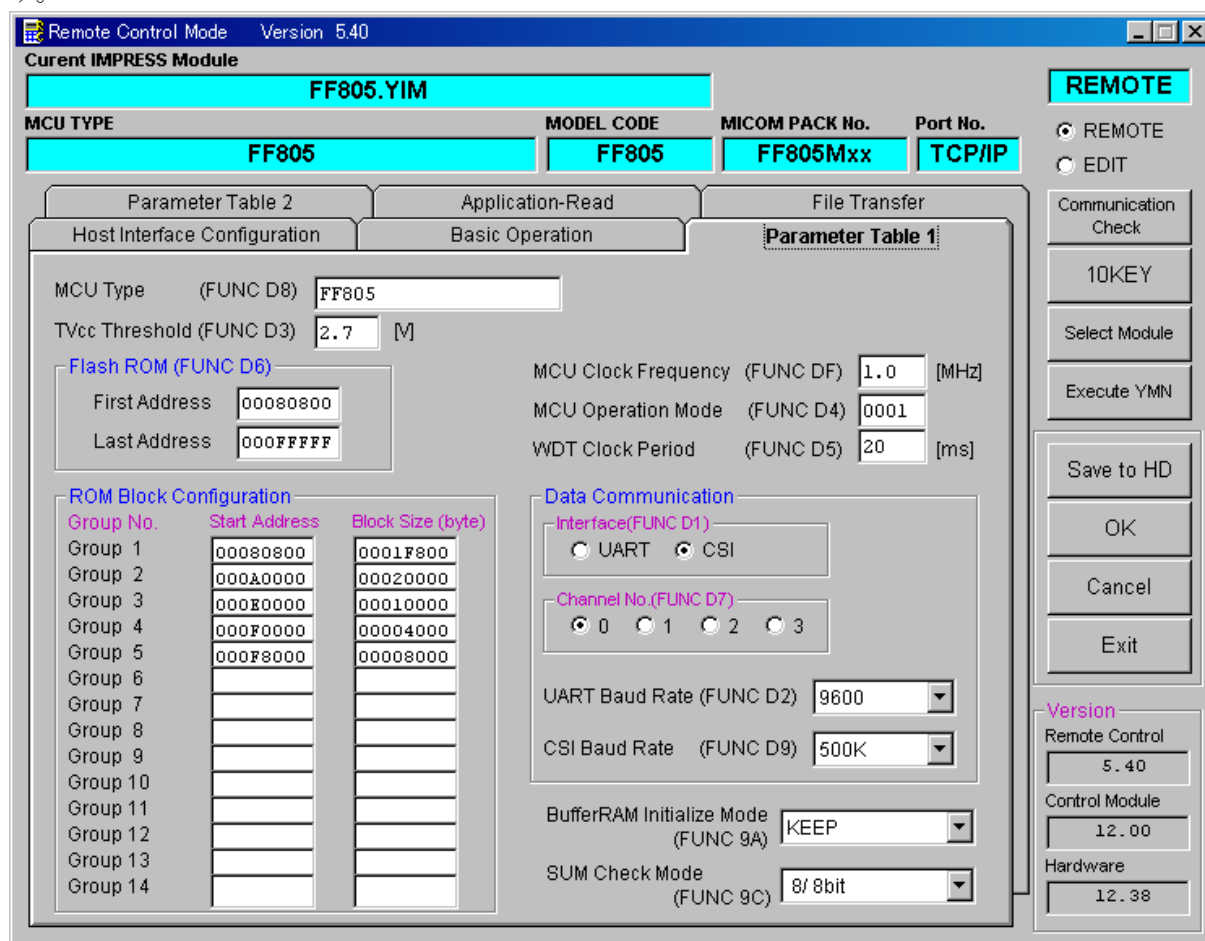 Remote Control Mode Version 5.40
Curent IMPRESS Module
FF805.YIM
MCU TYPE MODEL CODE MICOM PACK No. Port No.
FF805 FF805 FF805Mxx TCP/IP
REMOTE
REMOTE
EDIT
Communication Check
10KEY
Select Module
Execute YMN
Save to HD
OK
Cancel
Exit
Version
Remote Control
5.40
Control Module
12.00
Hardware
12.38
Parameter Table 2 Application-Read File Transfer
Host Interface Configuration Basic Operation Parameter Table 1
MCU Type (FUNC D8) FF805
TVcc Threshold (FUNC D3) 2.7 [V]
Flash ROM (FUNC D6)
First Address 00080800
Last Address 000FFFFF
MCU Clock Frequency (FUNC DF) 1.0 [MHz]
MCU Operation Mode (FUNC D4) 0001
WDT Clock Period (FUNC D5) 20 [ms]
ROM Block Configuration
Group No. Start Address Block Size (byte)
Group 1 00080800 0001F800
Group 2 000A0000 00020000
Group 3 000E0000 00010000
Group 4 000F0000 00004000
Group 5 000F8000 00008000
Group 6
Group 7
Group 8
Group 9
Group 10
Group 11
Group 12
Group 13
Group 14
Data Communication
Interface(FUNC D1)
UART CSI
Channel No.(FUNC D7)
0 1 2 3
UART Baud Rate (FUNC D2) 9600
CSI Baud Rate (FUNC D9) 500K
BufferRAM Initialize Mode
(FUNC 9A) KEEP
SUM Check Mode
(FUNC 9C) 8/ 8bit